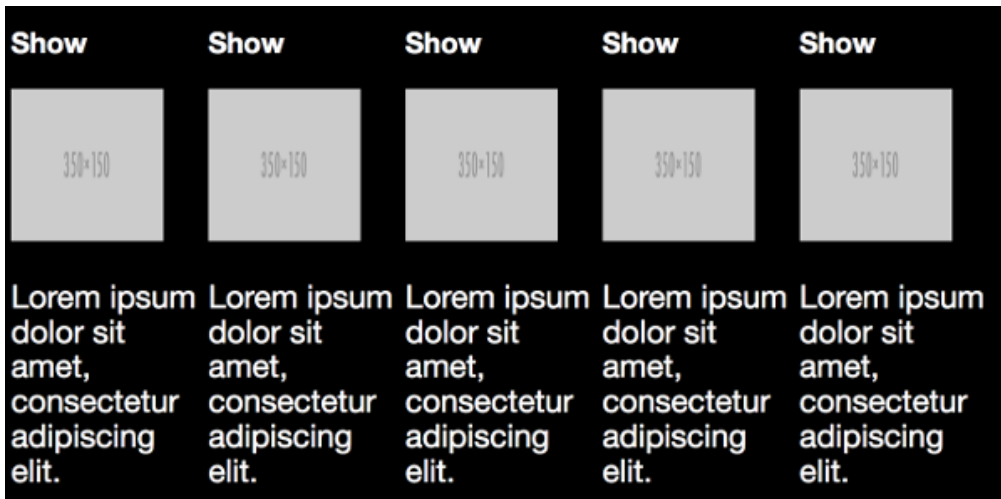 Show Show Show Show Show
350×150 350×150 350×150 350×150 350×150
Lorem ipsum Lorem ipsum Lorem ipsum Lorem ipsum Lorem ipsum
dolor sit dolor sit dolor sit dolor sit dolor sit
amet, amet, amet, amet, amet,
consectetur consectetur consectetur consectetur consectetur
adipiscing adipiscing adipiscing adipiscing adipiscing
elit. elit. elit. elit. elit.